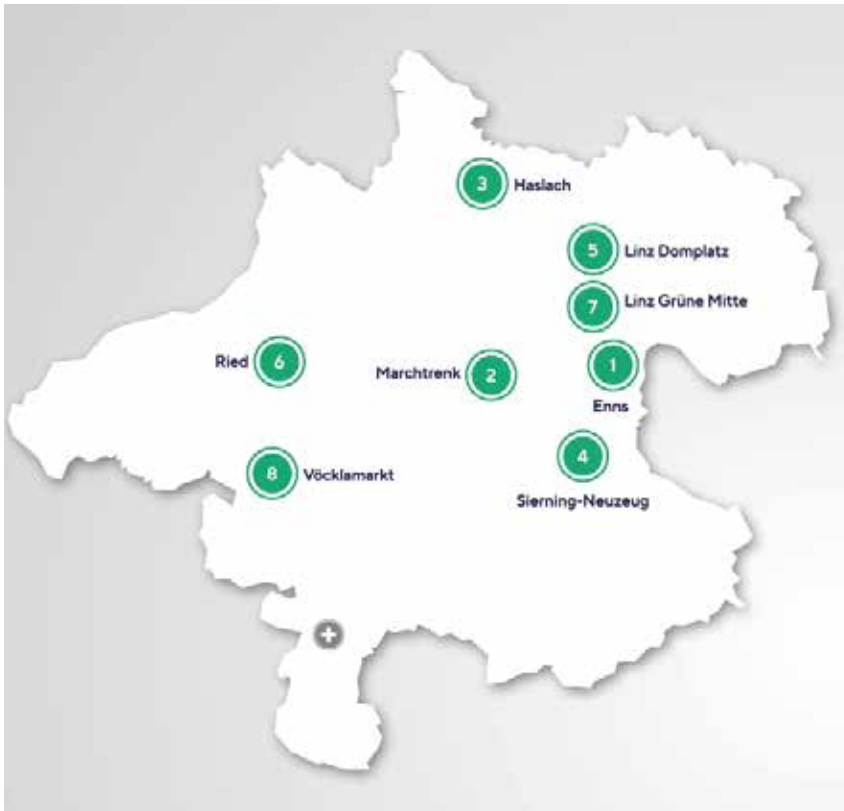 3 Haslach
5 Linz Domplatz
7 Linz Grüne Mitte
Ried 6
Marchtrenk 2
1
Enns
4
Sierning-Neuzeug
8 Vöcklamarkt
+